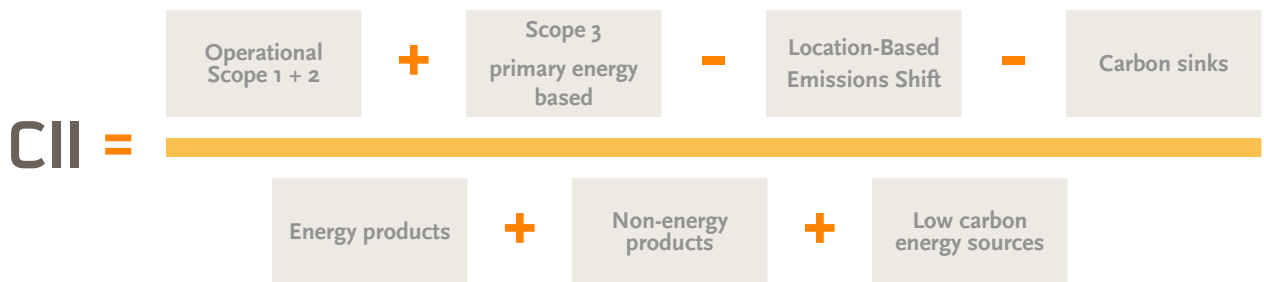 Operational
Scope 1 + 2
+
Scope 3
primary energy
based
-
Location-Based
Emissions Shift
-
Carbon sinks
CII =
Energy products
+
Non-energy
products
+
Low carbon
energy sources